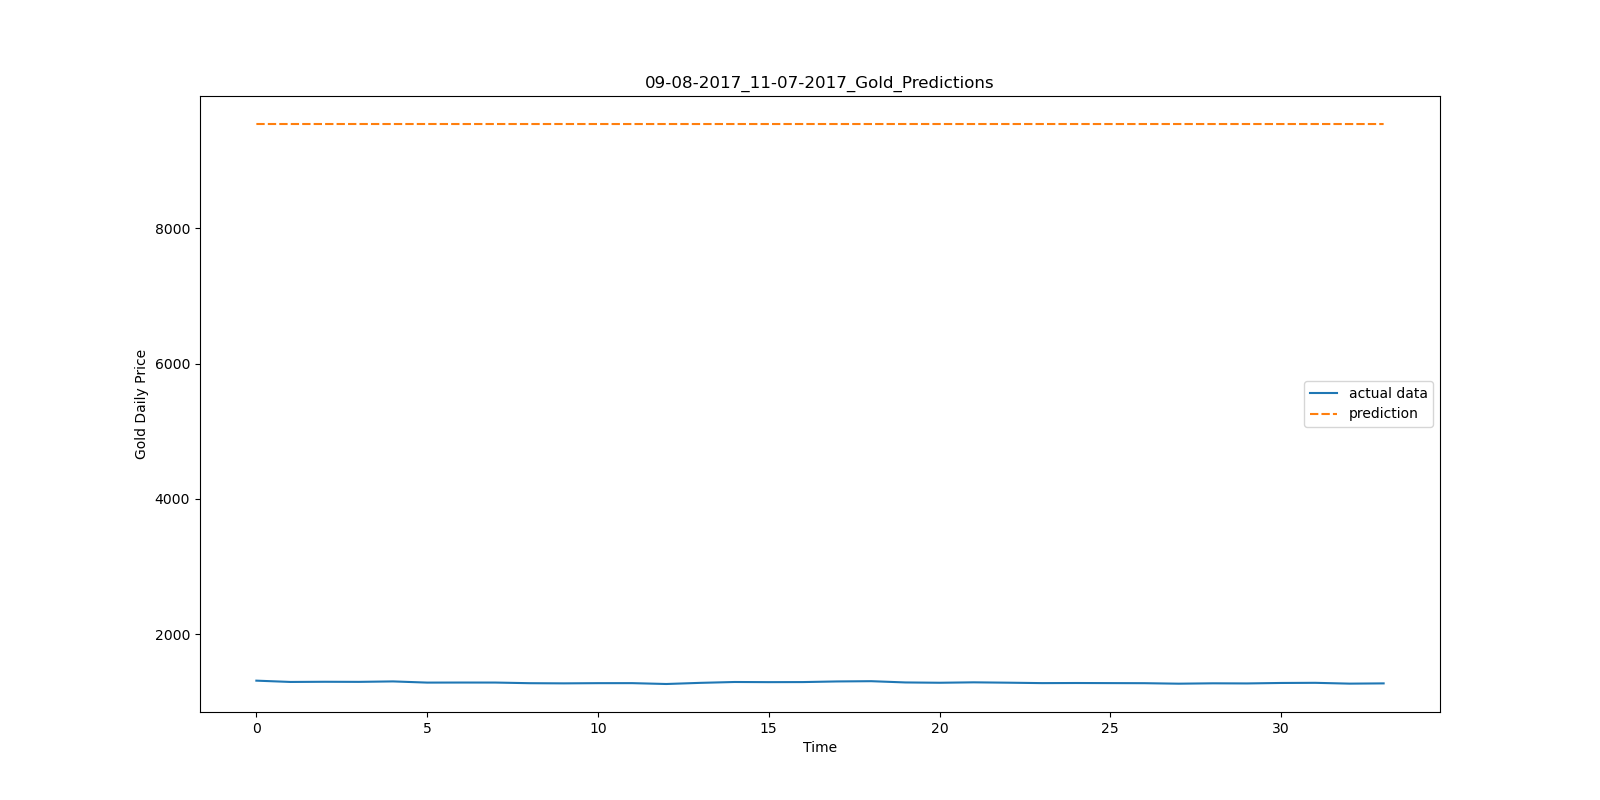 09-08-2017_11-07-2017_Gold_Predictions
Gold Daily Price
8000
6000
4000
2000
actual data
prediction
0 5 10 15 20 25 30
Time